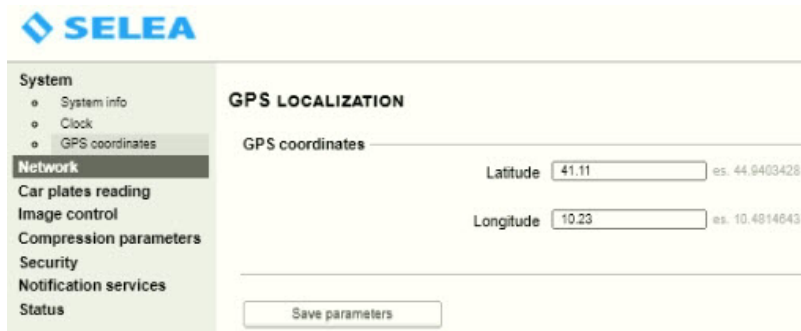 SELEA
System
System info
Clock
GPS coordinates
Network
Car plates reading
Image control
Compression parameters
Security
Notification services
Status
GPS LOCALIZATION
GPS coordinates
Latitude 41.11 es. 44.9403428
Longitude 10.23 es. 10.4814643
Save parameters